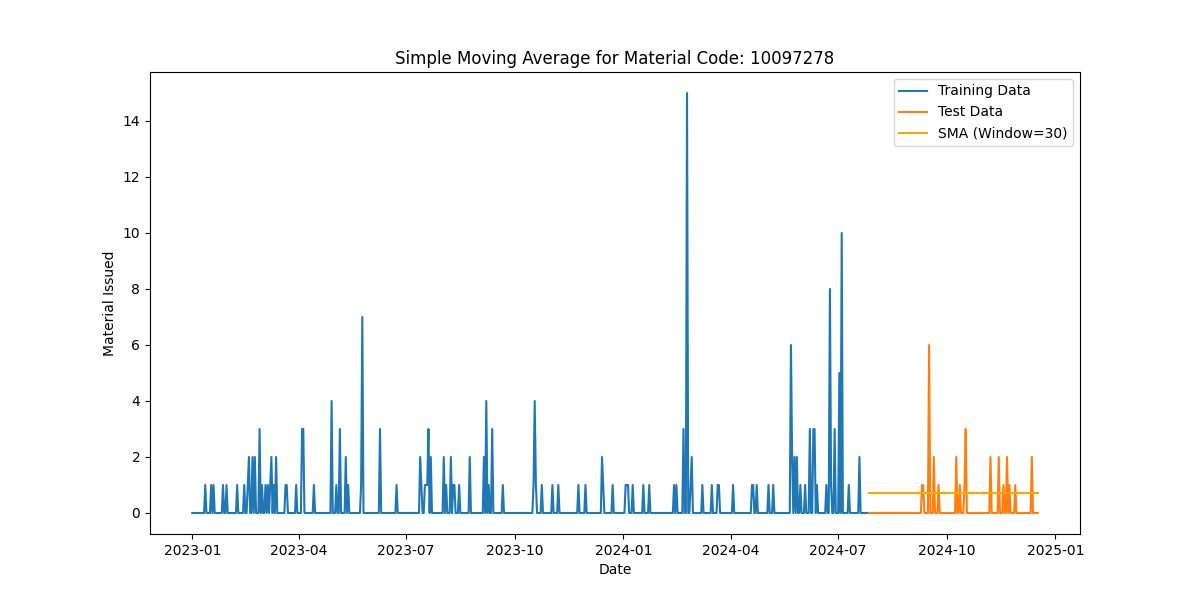 Simple Moving Average for Material Code: 10097278
Training Data
Test Data
SMA (Window=30)
Material Issued
14
12
10
8
6
4
2
0
2023-01 2023-04 2023-07 2023-10 2024-01 2024-04 2024-07 2024-10 2025-01
Date